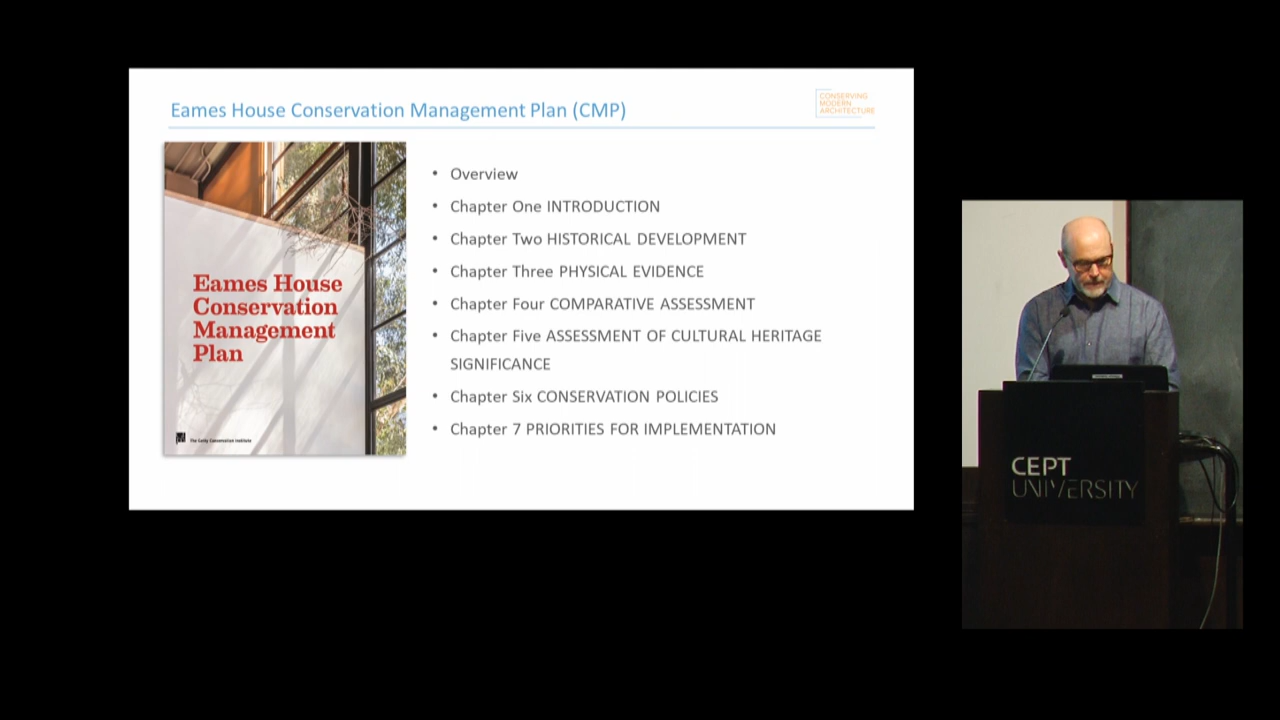 Eames House Conservation Management Plan (CMP)
CONSERVING
MODERN
ARCHITECTURE
Eames House
Conservation
Management
Plan
The Getty Conservation Institute
• Overview
• Chapter One INTRODUCTION
• Chapter Two HISTORICAL DEVELOPMENT
• Chapter Three PHYSICAL EVIDENCE
• Chapter Four COMPARATIVE ASSESSMENT
• Chapter Five ASSESSMENT OF CULTURAL HERITAGE
SIGNIFICANCE
• Chapter Six CONSERVATION POLICIES
• Chapter 7 PRIORITIES FOR IMPLEMENTATION
CEPT
UNIVERSITY